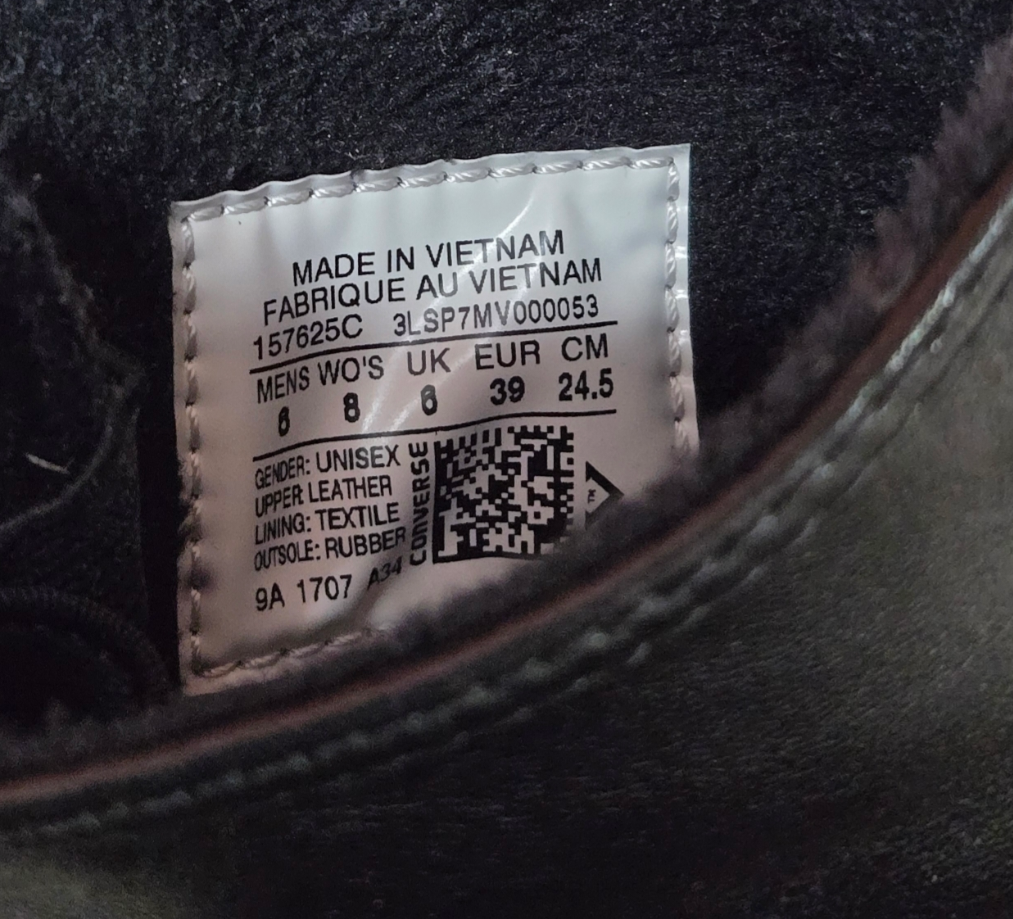 MADE IN VIETNAM
FABRIQUE AU VIETNAM
157625C 3LSP7MV000053
MENS WO'S UK EUR CM
6 8 6 39 24.5
GENDER: UNISEX
UPPER: LEATHER
LINING: TEXTILE
OUTSOLE: RUBBER
CONVERSE
TM
9A 1707 A34